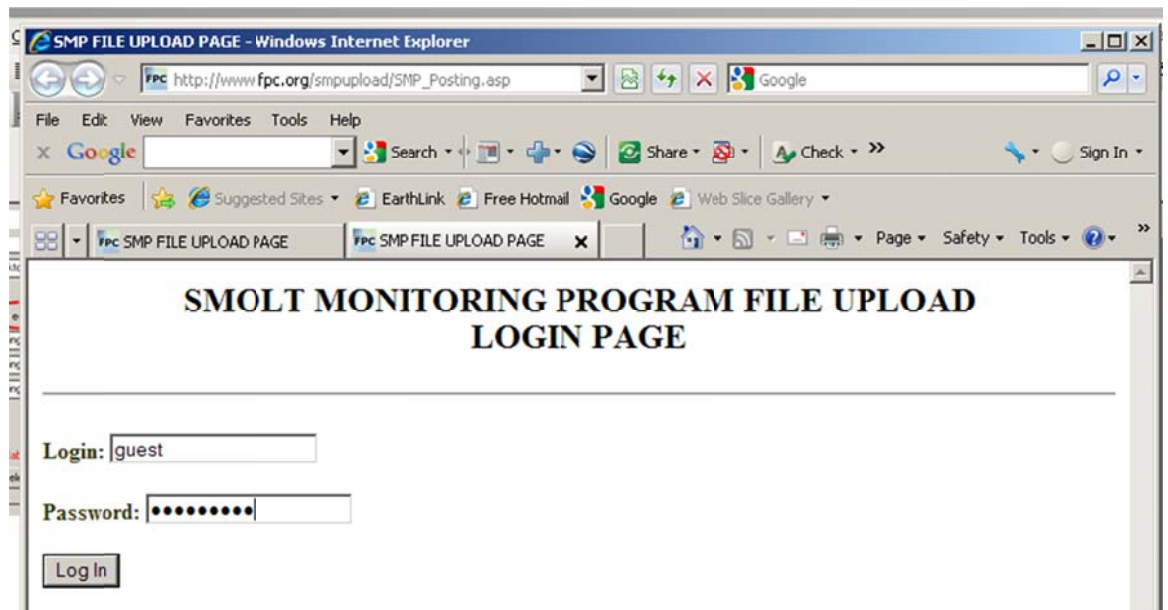 SMP FILE UPLOAD PAGE - Windows Internet Explorer
FPC http://www.fpc.org/smpupload/SMP_Posting.asp Google
File Edit View Favorites Tools Help
x Google Search Share Check >> Sign In
Favorites Suggested Sites EarthLink Free Hotmail Google Web Slice Gallery
FPC SMP FILE UPLOAD PAGE FPC SMP FILE UPLOAD PAGE x Page Safety Tools >>
SMOLT MONITORING PROGRAM FILE UPLOAD
LOGIN PAGE
Login: guest
Password: •••••••••
Log In